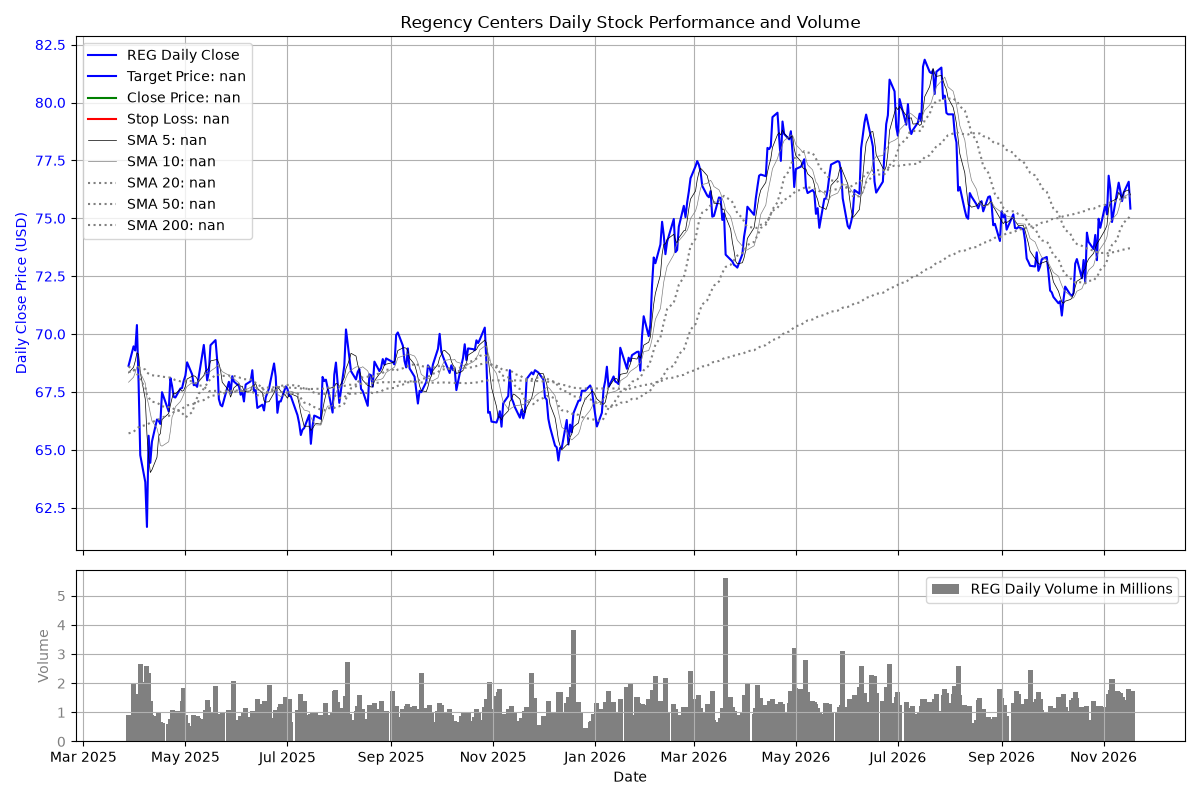 Regency Centers Daily Stock Performance and Volume
82.5
80.0
77.5
75.0
72.5
70.0
67.5
65.0
62.5
Daily Close Price (USD)
REG Daily Close
Target Price: nan
Close Price: nan
Stop Loss: nan
SMA 5: nan
SMA 10: nan
SMA 20: nan
SMA 50: nan
SMA 200: nan
5
4
3
2
1
0
Volume
REG Daily Volume in Millions
Mar 2025 May 2025 Jul 2025 Sep 2025 Nov 2025 Jan 2026 Mar 2026 May 2026 Jul 2026 Sep 2026 Nov 2026
Date